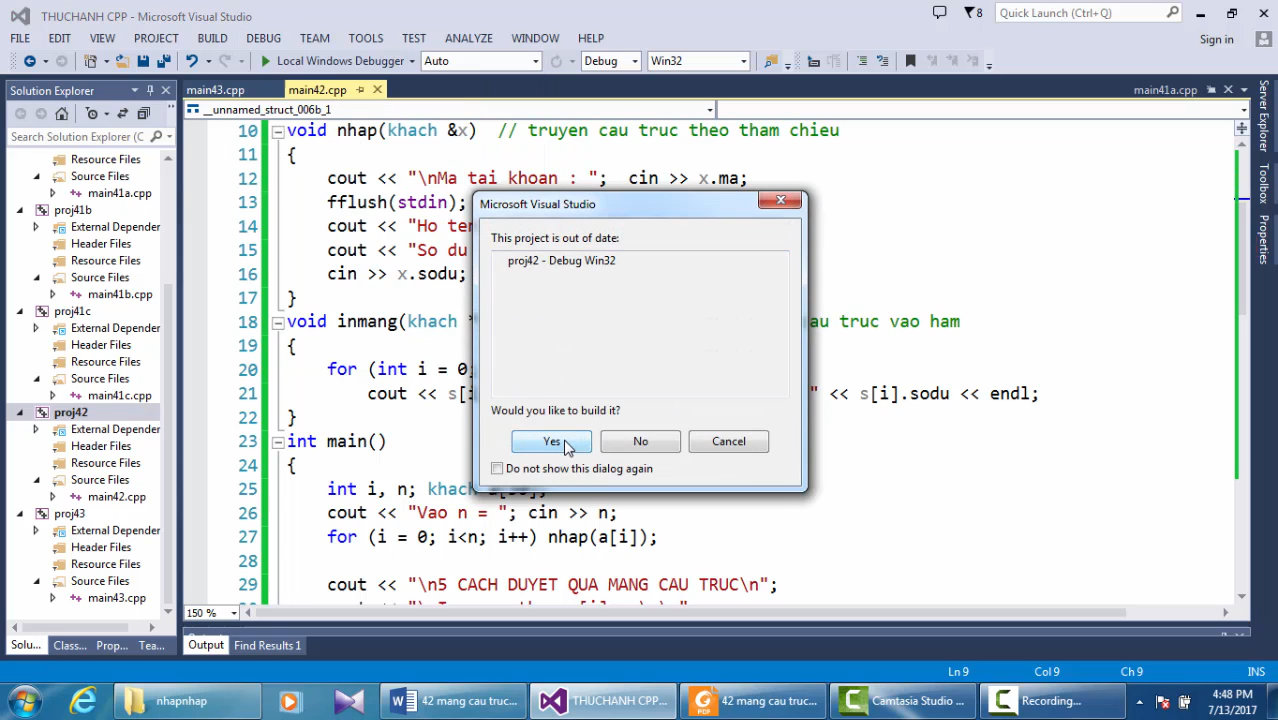 THUCHANH CPP - Microsoft Visual Studio
8
Quick Launch (Ctrl+Q)
FILE EDIT VIEW PROJECT BUILD DEBUG TEAM TOOLS TEST ANALYZE WINDOW HELP
Sign in
Local Windows Debugger Auto Debug Win32
Solution Explorer
main43.cpp main42.cpp main41a.cpp
__unnamed_struct_006b_1
Search Solution Explorer (C
Resource Files
Source Files
main41a.cpp
proj41b
External Depender
Header Files
Resource Files
Source Files
main41b.cpp
proj41c
External Depender
Header Files
Resource Files
Source Files
main41c.cpp
proj42
External Depender
Header Files
Resource Files
Source Files
main42.cpp
proj43
External Depender
Header Files
Resource Files
Source Files
main43.cpp
Solu... Class... Prop... Tea...
10 void nhap(khach &x) // truyen cau truc theo tham chieu
11 {
12 cout << "\nMa tai khoan : "; cin >> x.ma;
13 fflush(stdin);
14 cout << "Ho te
15 cout << "So du
16 cin >> x.sodu;
17 }
18 void inmang(khach au truc vao ham
19 {
20 for (int i = 0;
21 cout << s[i " << s[i].sodu << endl;
22 }
23 int main()
24 {
25 int i, n; khach
26 cout << "Vao n = "; cin >> n;
27 for (i = 0; i<n; i++) nhap(a[i]);
28
29 cout << "\n5 CACH DUYET QUA MANG CAU TRUC\n";
Microsoft Visual Studio
This project is out of date:
proj42 - Debug Win32
Would you like to build it?
Yes No Cancel
Do not show this dialog again
Server Explorer
Toolbox
Properties
150 %
Output Find Results 1
Ln 9 Col 9 Ch 9 INS
nhapnhap
42 mang cau truc...
THUCHANH CPP...
42 mang cau truc...
Camtasia Studio ...
Recording...
4:48 PM
7/13/2017